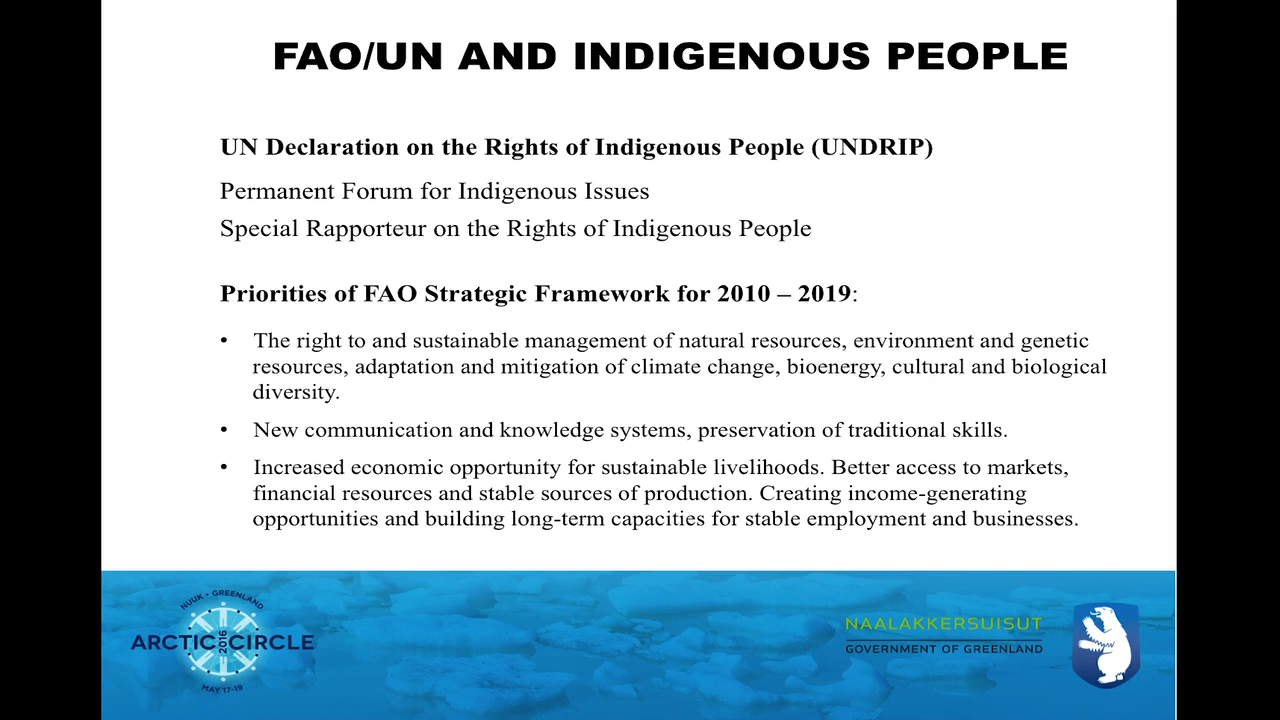 FAO/UN AND INDIGENOUS PEOPLE
UN Declaration on the Rights of Indigenous People (UNDRIP)
Permanent Forum for Indigenous Issues
Special Rapporteur on the Rights of Indigenous People
Priorities of FAO Strategic Framework for 2010 – 2019:
• The right to and sustainable management of natural resources, environment and genetic
resources, adaptation and mitigation of climate change, bioenergy, cultural and biological
diversity.
• New communication and knowledge systems, preservation of traditional skills.
• Increased economic opportunity for sustainable livelihoods. Better access to markets,
financial resources and stable sources of production. Creating income-generating
opportunities and building long-term capacities for stable employment and businesses.
NUUK • GREENLAND
ARCTIC 2016 CIRCLE
MAY 17-19
NAALAKKERSUISUT
GOVERNMENT OF GREENLAND